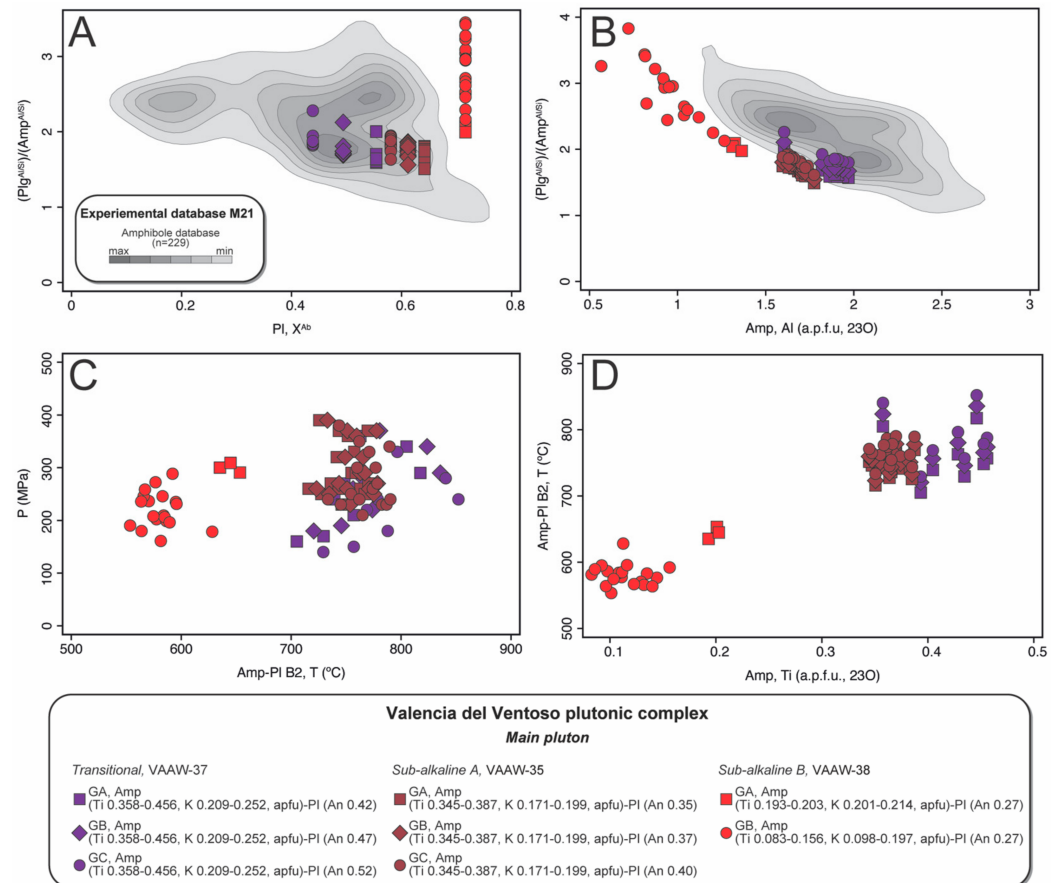 A
(Plg^Al/Si)/(Amp^Al/Si)
3
2
1
0
Experiemental database M21
Amphibole database
(n=229)
max
min
0
0.2
0.4
0.6
0.8
Pl, X^Ab
B
(Plg^Al/Si)/(Amp^Al/Si)
4
3
2
1
0
0.5
1
1.5
2
2.5
3
Amp, Al (a.p.f.u, 23O)
C
P (MPa)
500
400
300
200
100
0
500
600
700
800
900
Amp-Pl B2, T (ºC)
D
Amp-Pl B2, T (ºC)
900
800
700
600
500
0.1
0.2
0.3
0.4
0.5
Amp, Ti (a.p.f.u., 23O)
Valencia del Ventoso plutonic complex
Main pluton
Transitional, VAAW-37
GA, Amp
(Ti 0.358-0.456, K 0.209-0.252, apfu)-Pl (An 0.42)
GB, Amp
(Ti 0.358-0.456, K 0.209-0.252, apfu)-Pl (An 0.47)
GC, Amp
(Ti 0.358-0.456, K 0.209-0.252, apfu)-Pl (An 0.52)
Sub-alkaline A, VAAW-35
GA, Amp
(Ti 0.345-0.387, K 0.171-0.199, apfu)-Pl (An 0.35)
GB, Amp
(Ti 0.345-0.387, K 0.171-0.199, apfu)-Pl (An 0.37)
GC, Amp
(Ti 0.345-0.387, K 0.171-0.199, apfu)-Pl (An 0.40)
Sub-alkaline B, VAAW-38
GA, Amp
(Ti 0.193-0.203, K 0.201-0.214, apfu)-Pl (An 0.27)
GB, Amp
(Ti 0.083-0.156, K 0.098-0.197, apfu)-Pl (An 0.27)